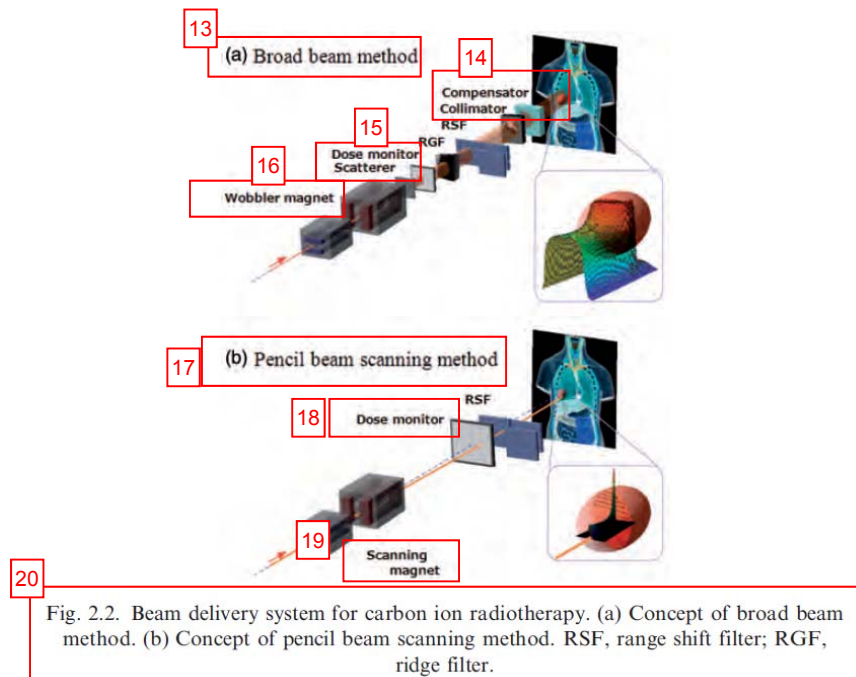 13
(a) Broad beam method
14
Compensator
Collimator
RSF
15
RGF
Dose monitor
Scatterer
16
Wobbler magnet
17
(b) Pencil beam scanning method
RSF
18
Dose monitor
19
Scanning
magnet
20
Fig. 2.2. Beam delivery system for carbon ion radiotherapy. (a) Concept of broad beam
method. (b) Concept of pencil beam scanning method. RSF, range shift filter; RGF,
ridge filter.